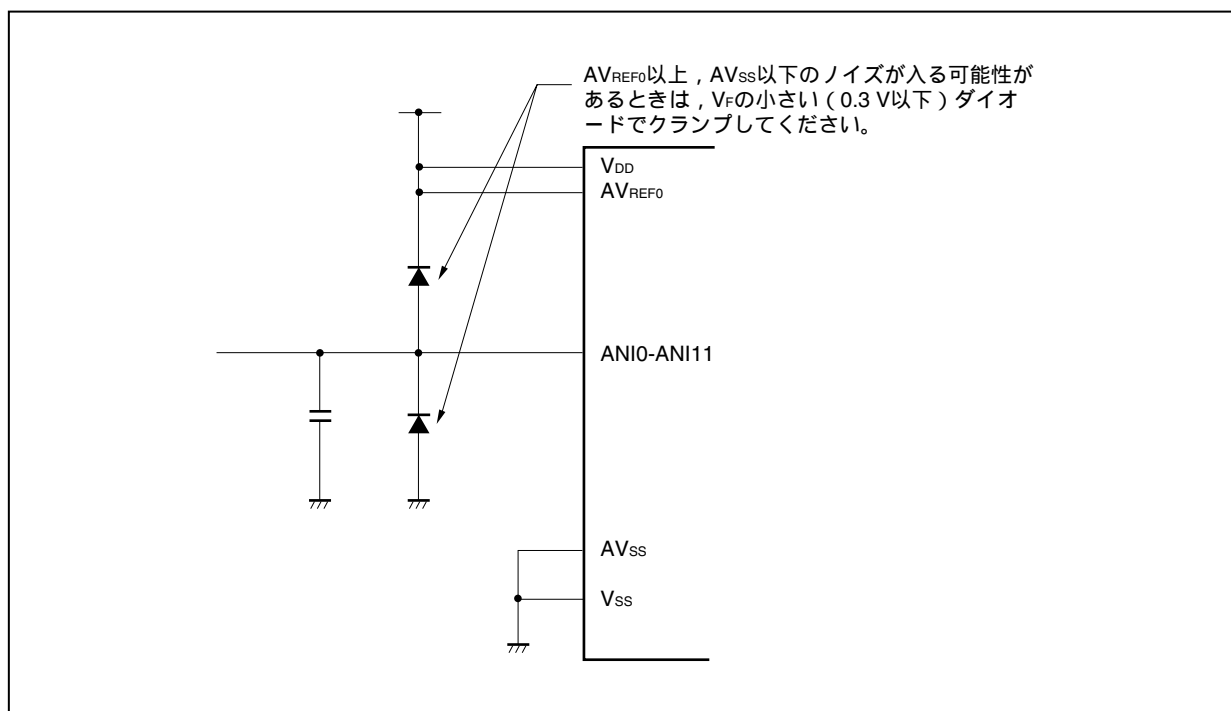 AVREF0以上，AVSS以下のノイズが入る可能性が
あるときは，VFの小さい（0.3 V以下）ダイオ
ードでクランプしてください。
VDD
AVREF0
ANI0-ANI11
AVSS
VSS